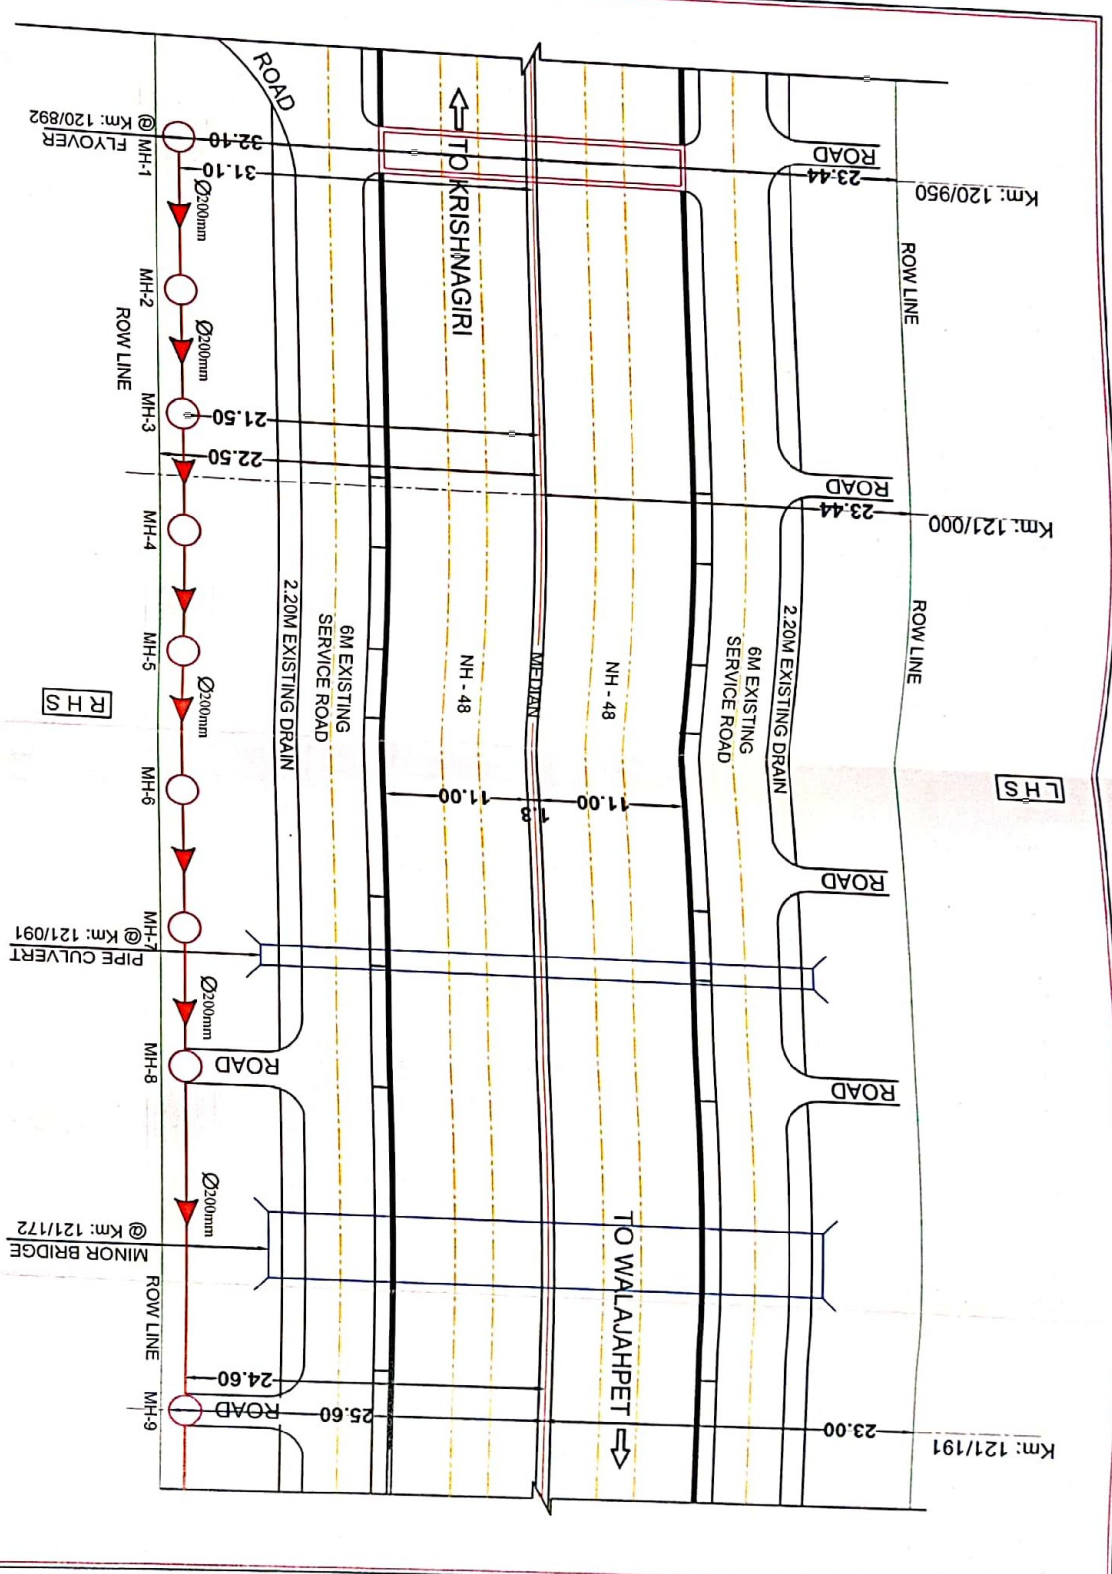 FLYOVER
@ Km: 120/892
MH-1
32.10
31.10
ROAD
TO KRISHNAGIRI
ROAD
23.44
Km: 120/950
Ø200mm
MH-2
ROW LINE
Ø200mm
MH-3
ROW LINE
21.50
22.50
ROAD
23.44
Km: 121/000
MH-4
MH-5
2.20M EXISTING DRAIN
6M EXISTING
SERVICE ROAD
NH - 48
MEDIAN
NH - 48
6M EXISTING
SERVICE ROAD
2.20M EXISTING DRAIN
ROW LINE
RHS
Ø200mm
LHS
MH-6
11.00
1.3
11.00
ROAD
MH-7
PIPE CULVERT
@ Km: 121/091
Ø200mm
MH-8
ROAD
ROAD
Ø200mm
MINOR BRIDGE
@ Km: 121/172
ROW LINE
TO WALAJAHPET
24.60
MH-9
ROAD
25.60
23.00
Km: 121/191